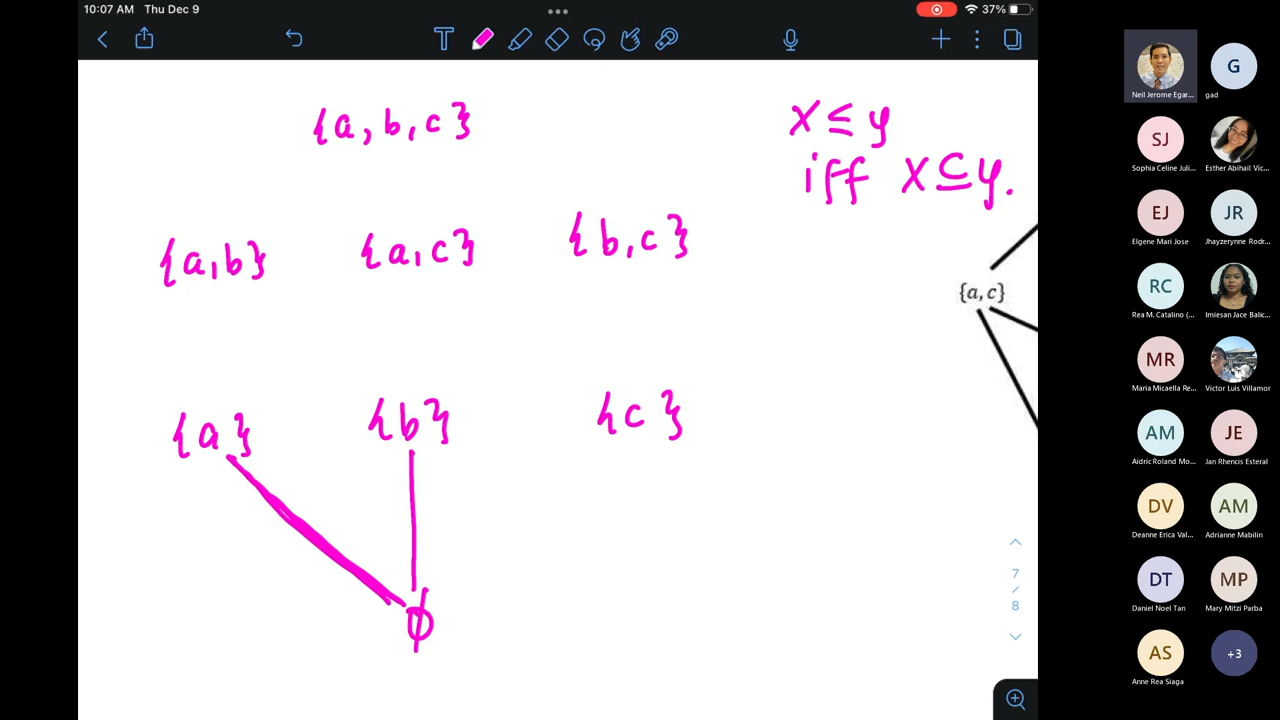 10:07 AM Thu Dec 9
37%
T
{a, b, c}
x ≤ y
iff x ⊆ y.
{a, b}
{a, c}
{b, c}
{a, c}
{a}
{b}
{c}
ϕ
7
/
8
Neil Jerome Egar...
G
gad
SJ
Sophia Celine Juli...
Esther Abihail Vic...
EJ
Elgene Mari Jose
JR
Jhayzerynne Rodr...
RC
Rea M. Catalino (...
Imiesan Jace Balic...
MR
Maria Micaella Re...
Victor Luis Villamor
AM
Aidric Roland Mo...
JE
Jan Rhencis Esteral
DV
Deanne Erica Val...
AM
Adrianne Mabilin
DT
Daniel Noel Tan
MP
Mary Mitzi Parba
AS
Anne Rea Siaga
+3